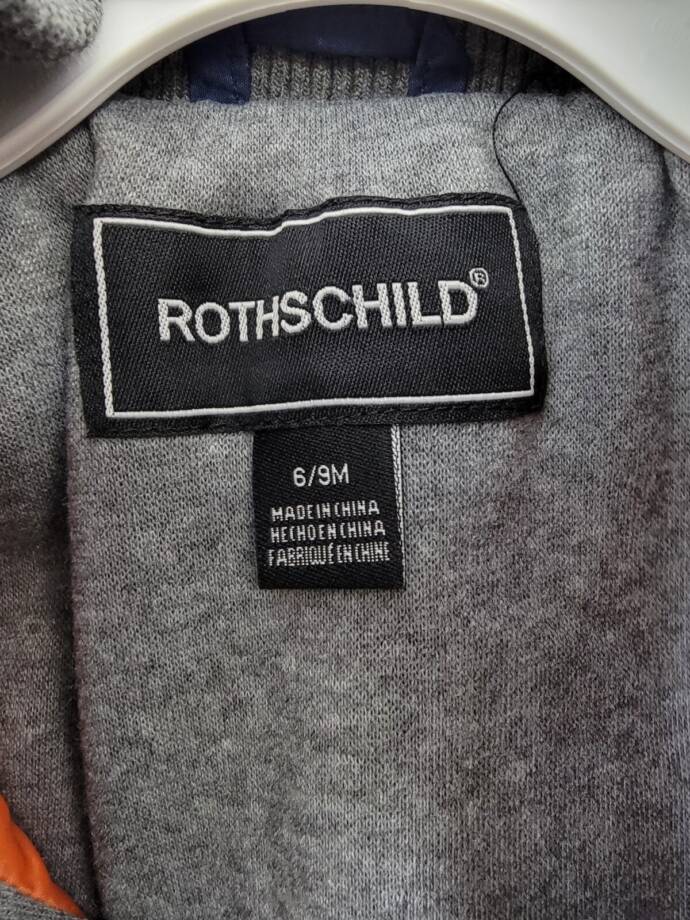 ROTHSCHILD®
6/9M
MADE IN CHINA
HECHO EN CHINA
FABRIQUÉ EN CHINE